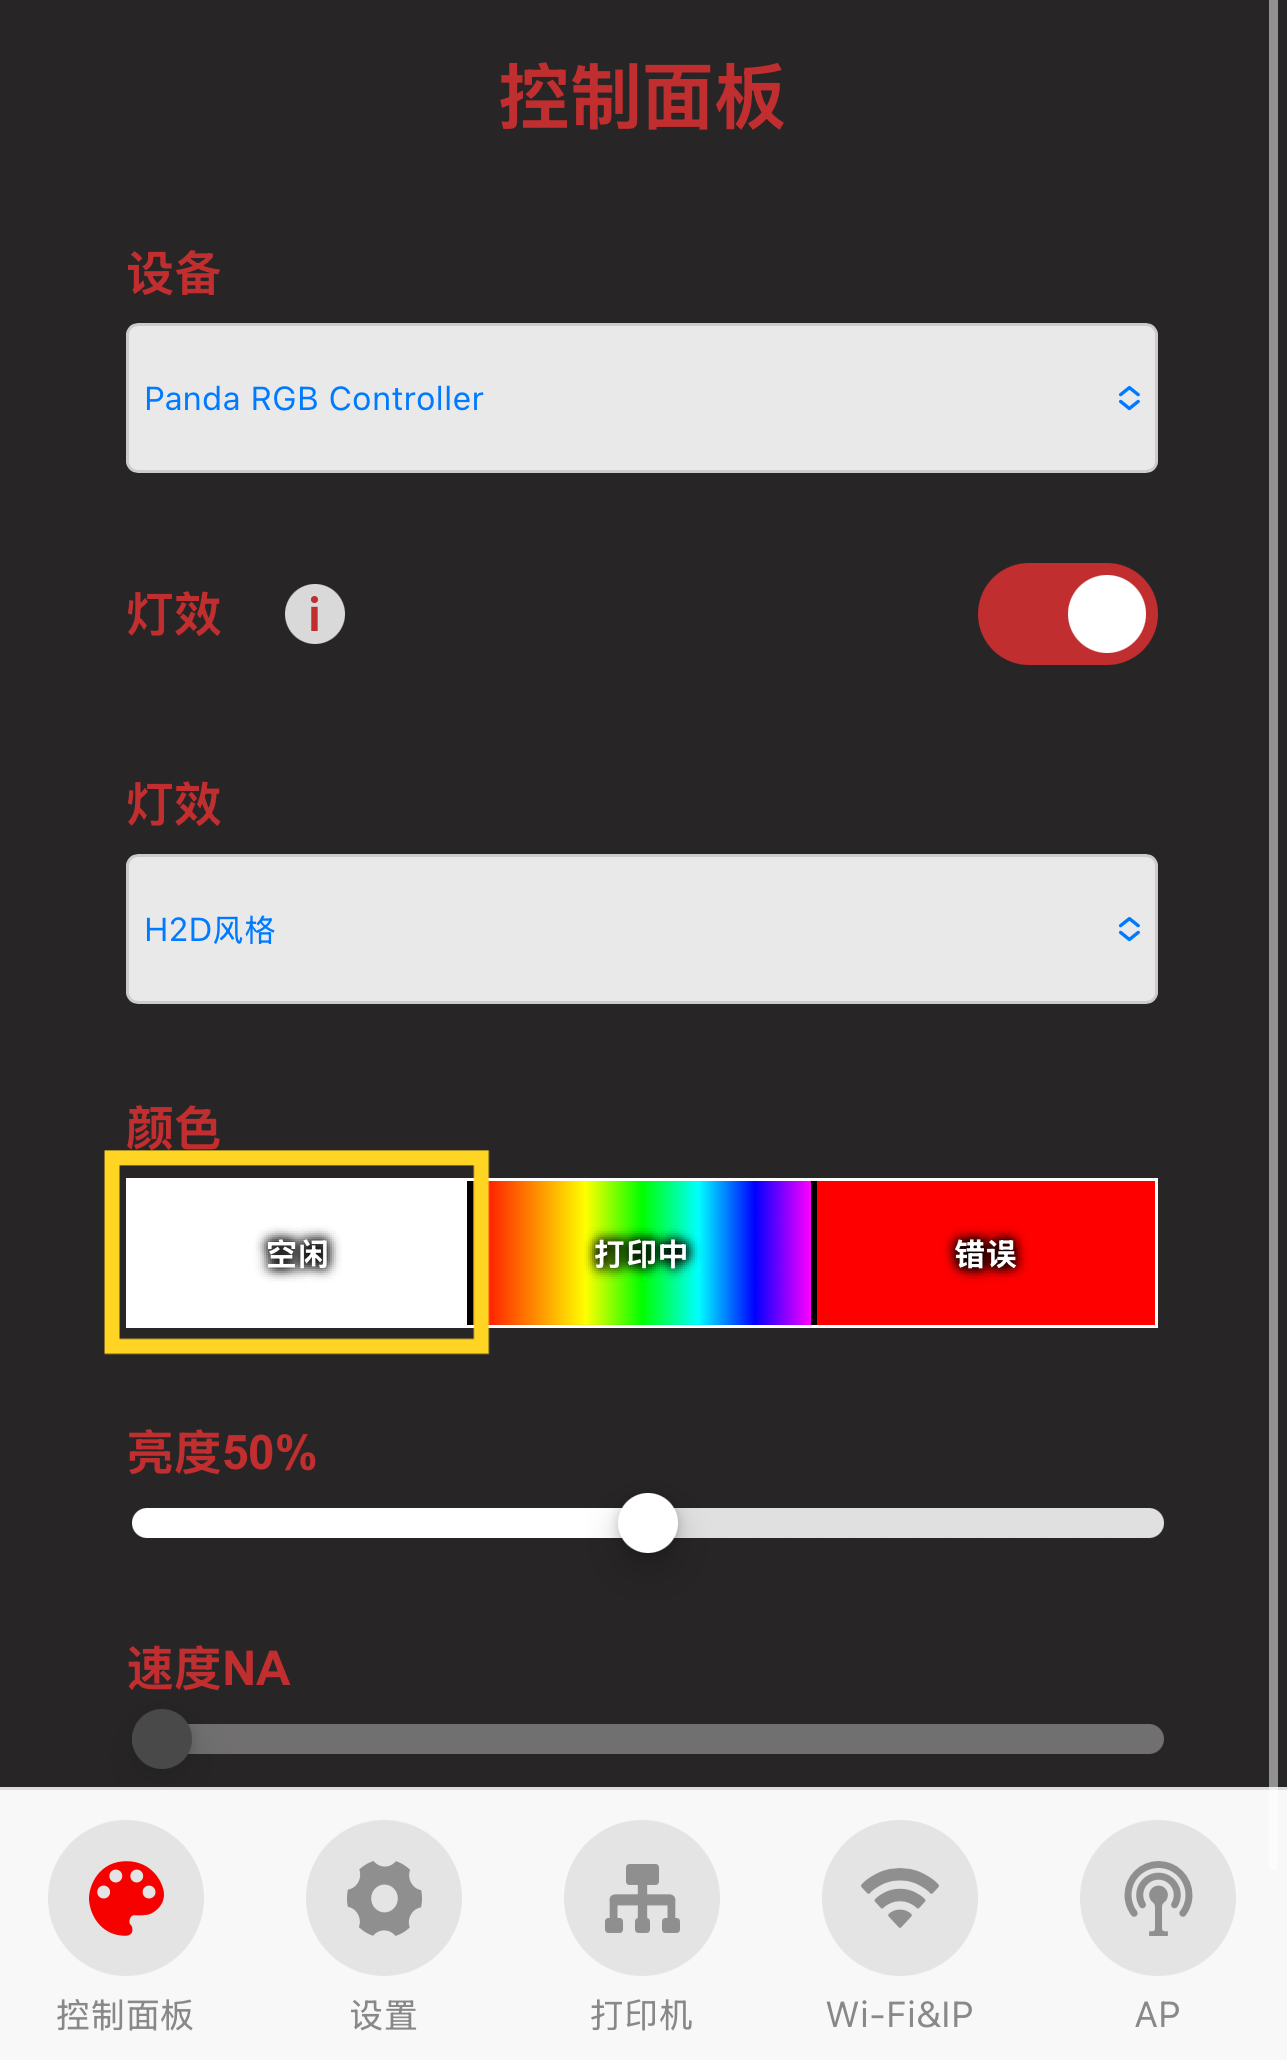 控制面板
设备
Panda RGB Controller
灯效 i
灯效
H2D风格
颜色
空闲 打印中 错误
亮度50%
速度NA
控制面板 设置 打印机 Wi-Fi&IP AP